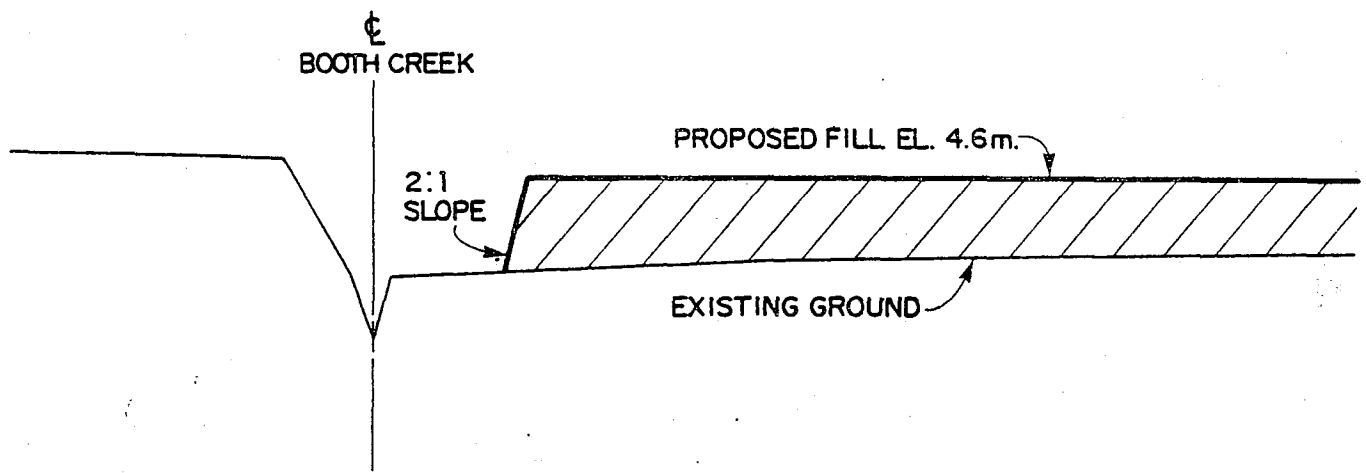 ℄
BOOTH CREEK
PROPOSED FILL EL. 4.6m.
2:1
SLOPE
EXISTING GROUND